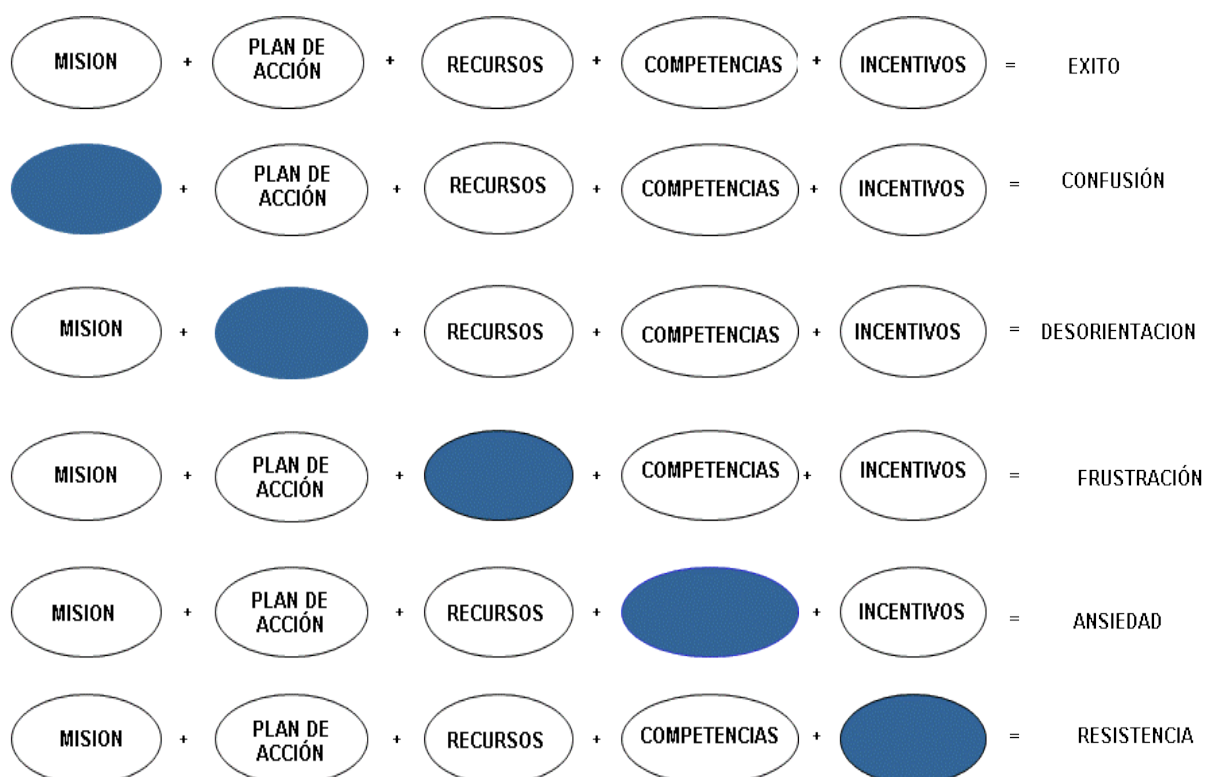 MISION + PLAN DE ACCIÓN + RECURSOS + COMPETENCIAS + INCENTIVOS = EXITO
+ PLAN DE ACCIÓN + RECURSOS + COMPETENCIAS + INCENTIVOS = CONFUSIÓN
MISION + + RECURSOS + COMPETENCIAS + INCENTIVOS = DESORIENTACION
MISION + PLAN DE ACCIÓN + + COMPETENCIAS + INCENTIVOS = FRUSTRACIÓN
MISION + PLAN DE ACCIÓN + RECURSOS + + INCENTIVOS = ANSIEDAD
MISION + PLAN DE ACCIÓN + RECURSOS + COMPETENCIAS + = RESISTENCIA